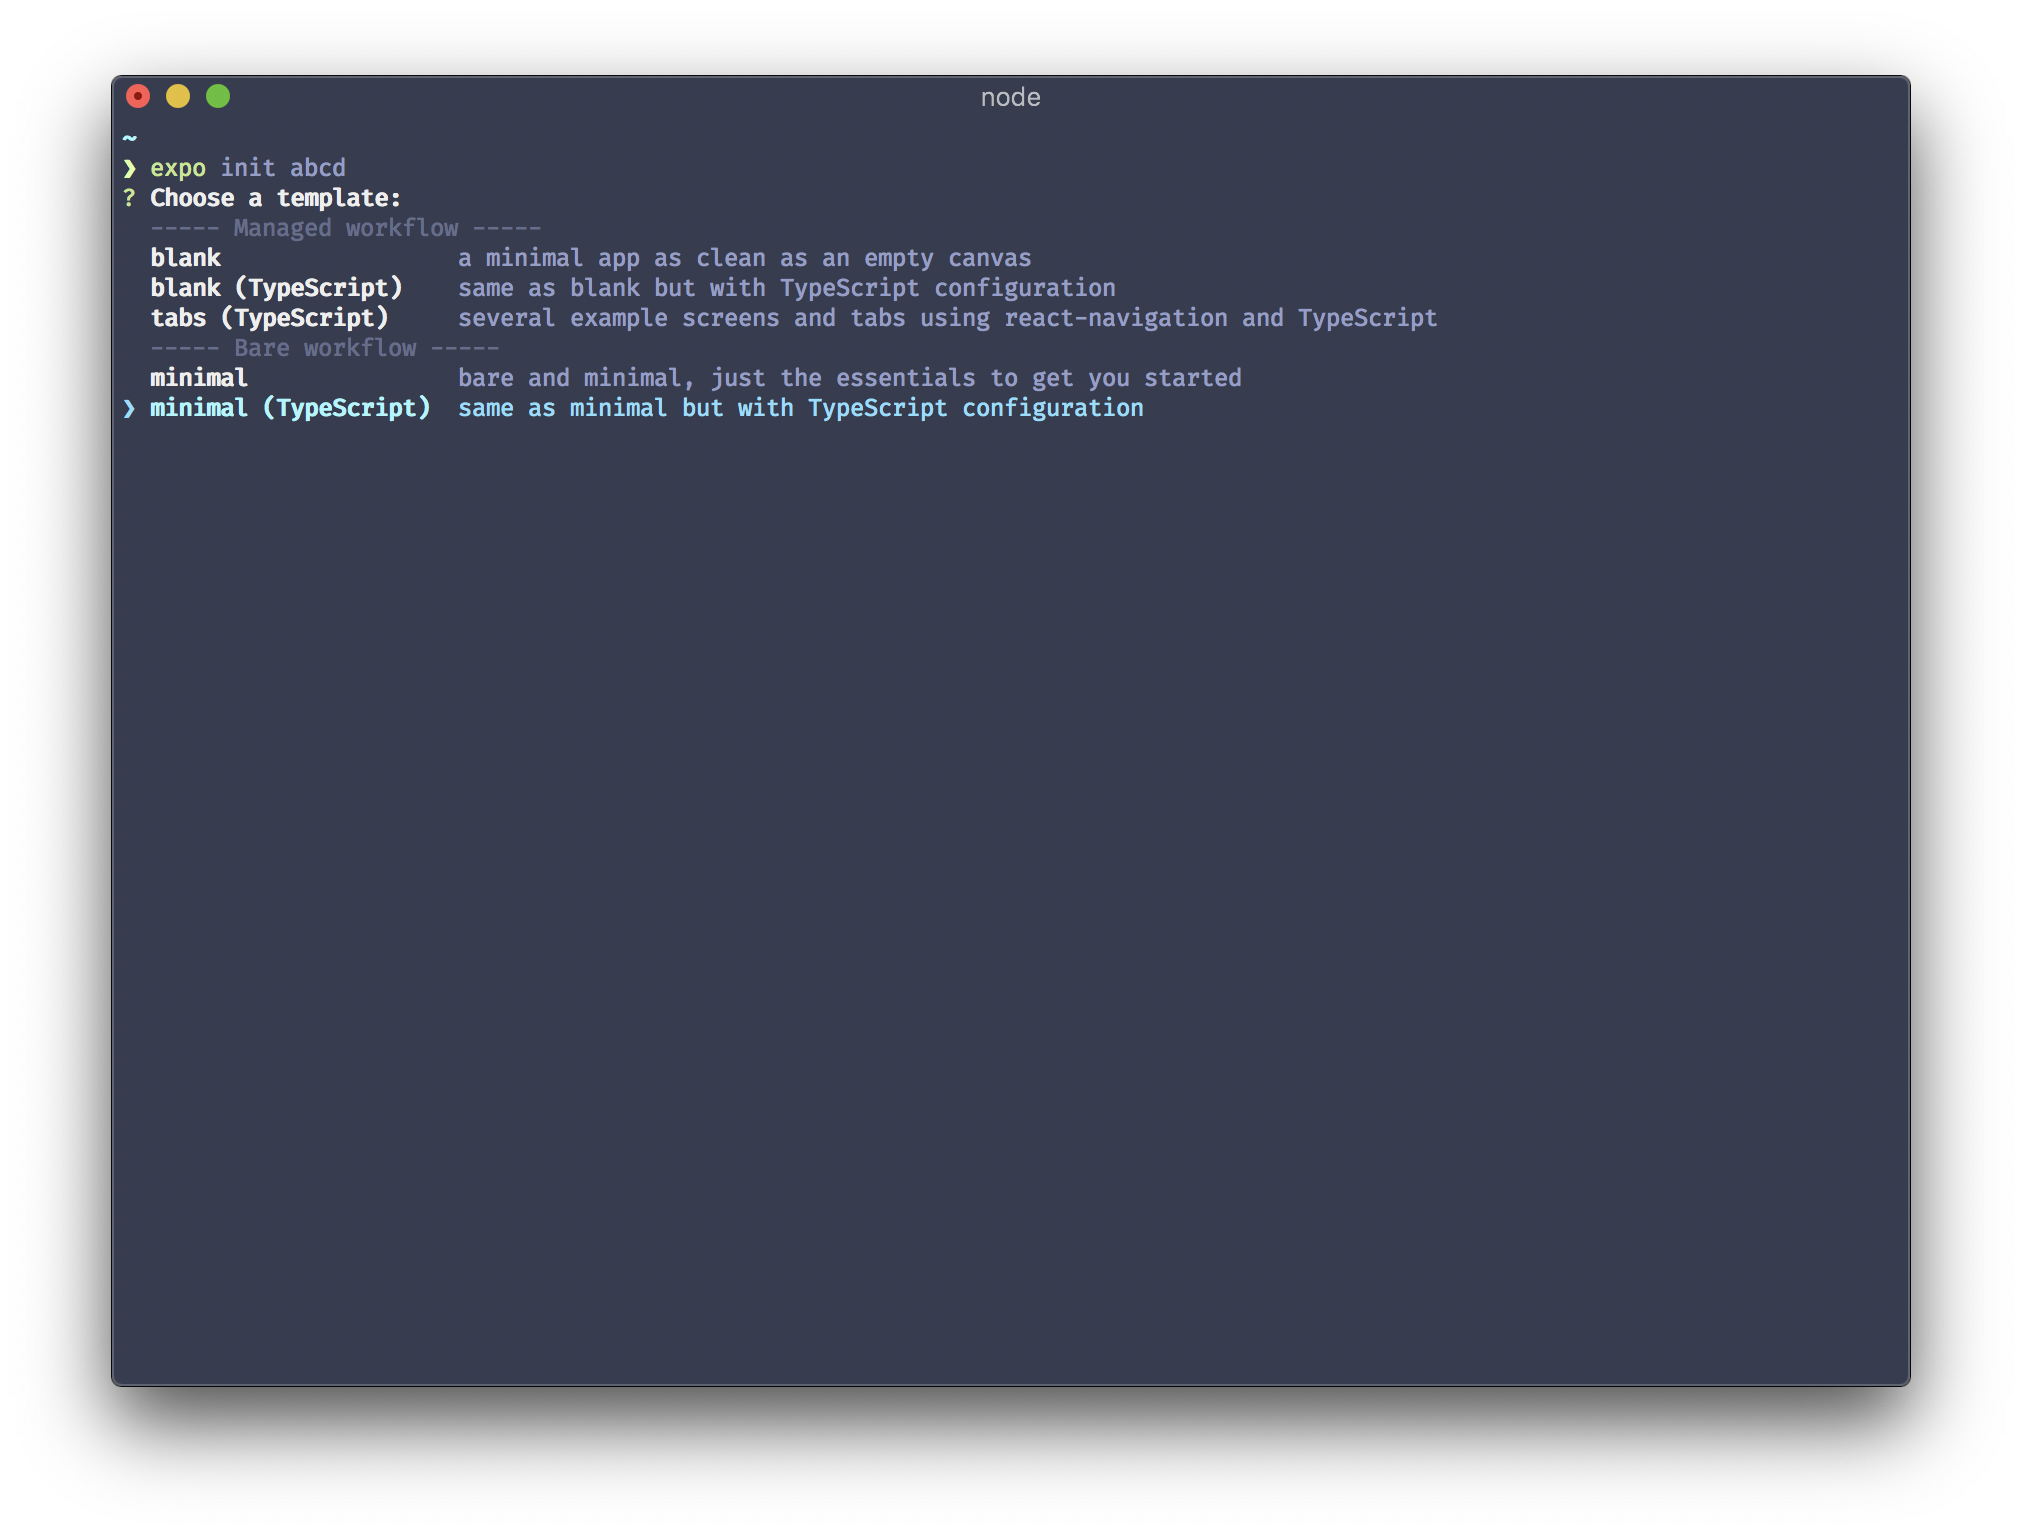 node
~
❯ expo init abcd
? Choose a template:
----- Managed workflow -----
blank a minimal app as clean as an empty canvas
blank (TypeScript) same as blank but with TypeScript configuration
tabs (TypeScript) several example screens and tabs using react-navigation and TypeScript
----- Bare workflow -----
minimal bare and minimal, just the essentials to get you started
❯ minimal (TypeScript) same as minimal but with TypeScript configuration